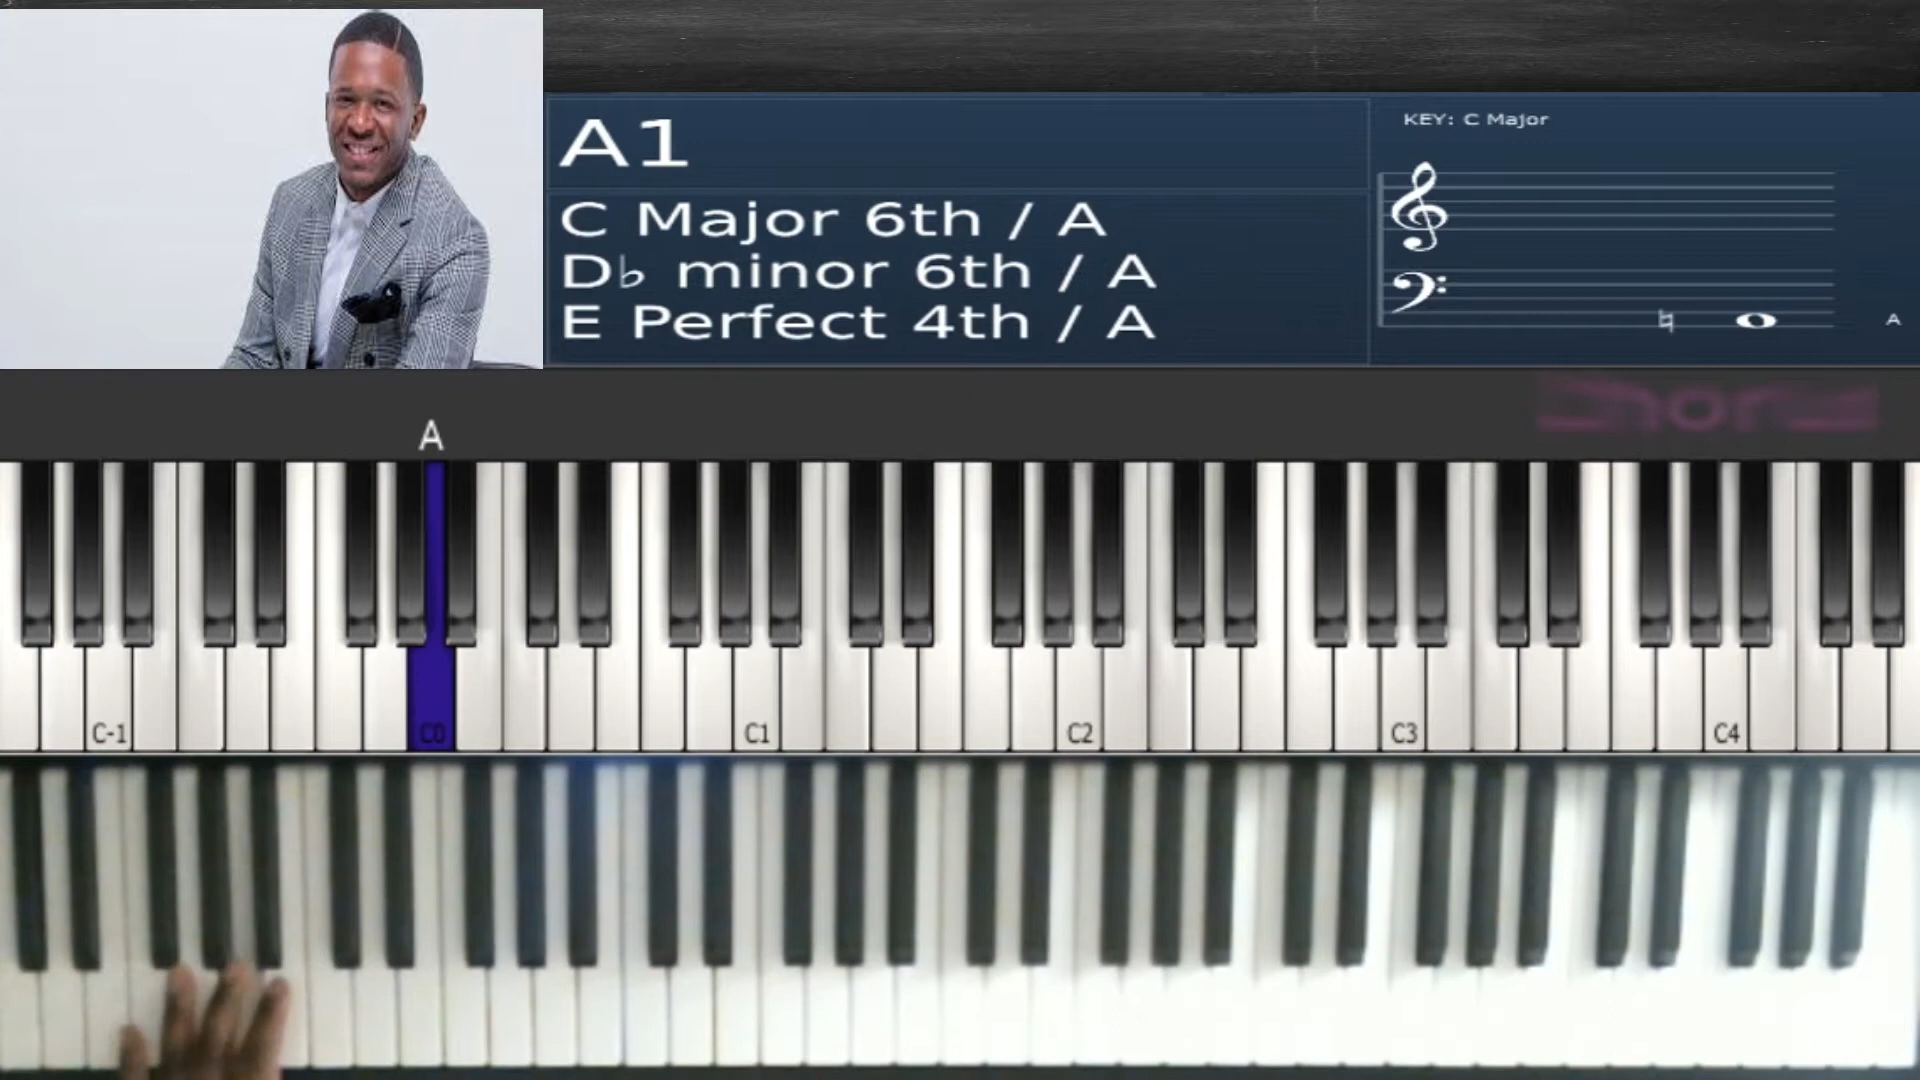 A1
C Major 6th / A
D♭ minor 6th / A
E Perfect 4th / A
KEY: C Major
A
A
C-1
C0
C1
C2
C3
C4